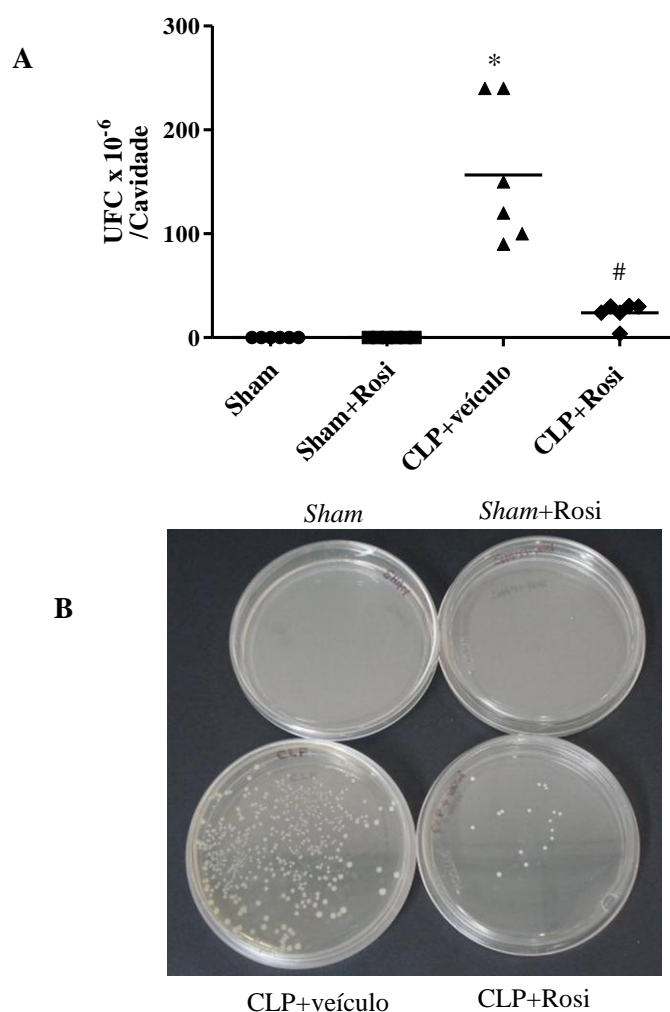 A
300
200
100
0
UFC x 10⁻⁶
/Cavidade
*
#
Sham
Sham+Rosi
CLP+veículo
CLP+Rosi
Sham
Sham+Rosi
B
CLP
CLP
CLP+veículo
CLP+Rosi